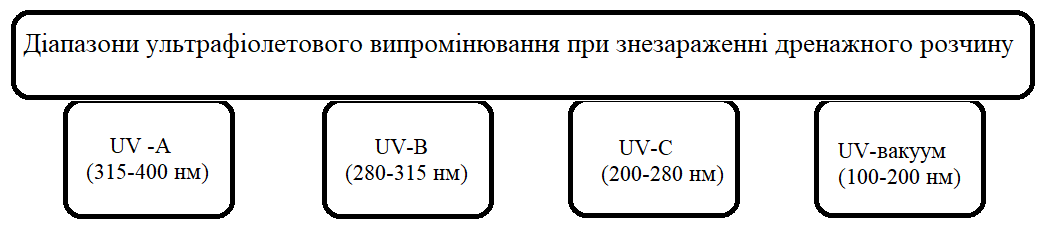 Діапазони ультрафіолетового випромінювання при знезараженні дренажного розчину
UV -A
(315-400 нм)
UV-B
(280-315 нм)
UV-C
(200-280 нм)
UV-вакуум
(100-200 нм)